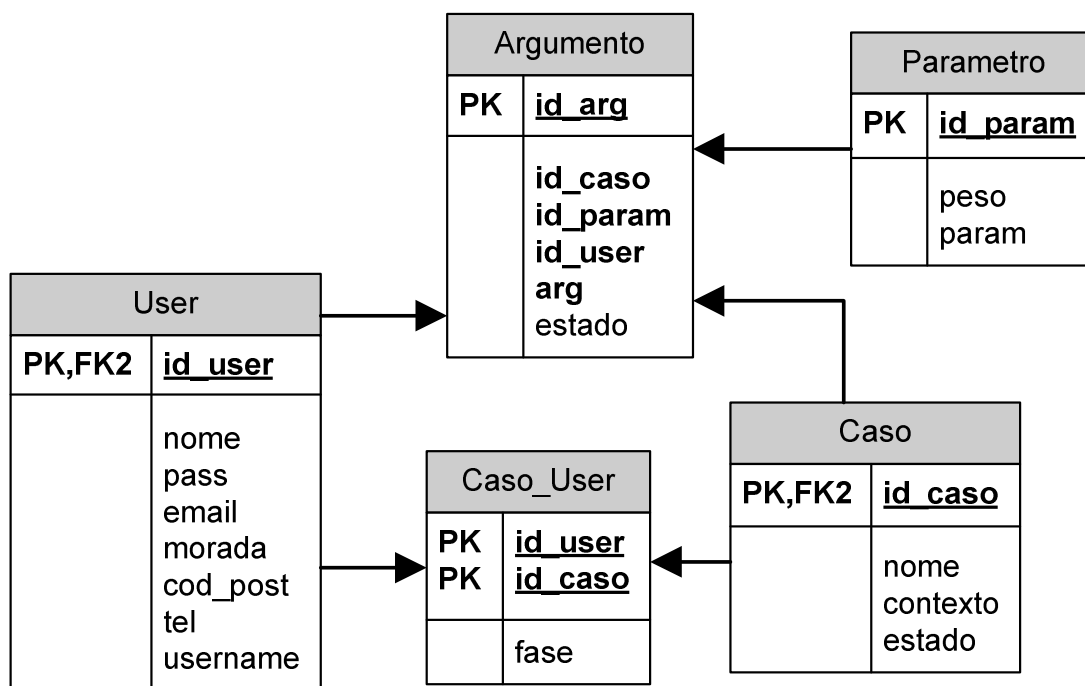 Argumento
PK id_arg
id_caso
id_param
id_user
arg
estado
Parametro
PK id_param
peso
param
User
PK,FK2 id_user
nome
pass
email
morada
cod_post
tel
username
Caso_User
PK id_user
PK id_caso
fase
Caso
PK,FK2 id_caso
nome
contexto
estado